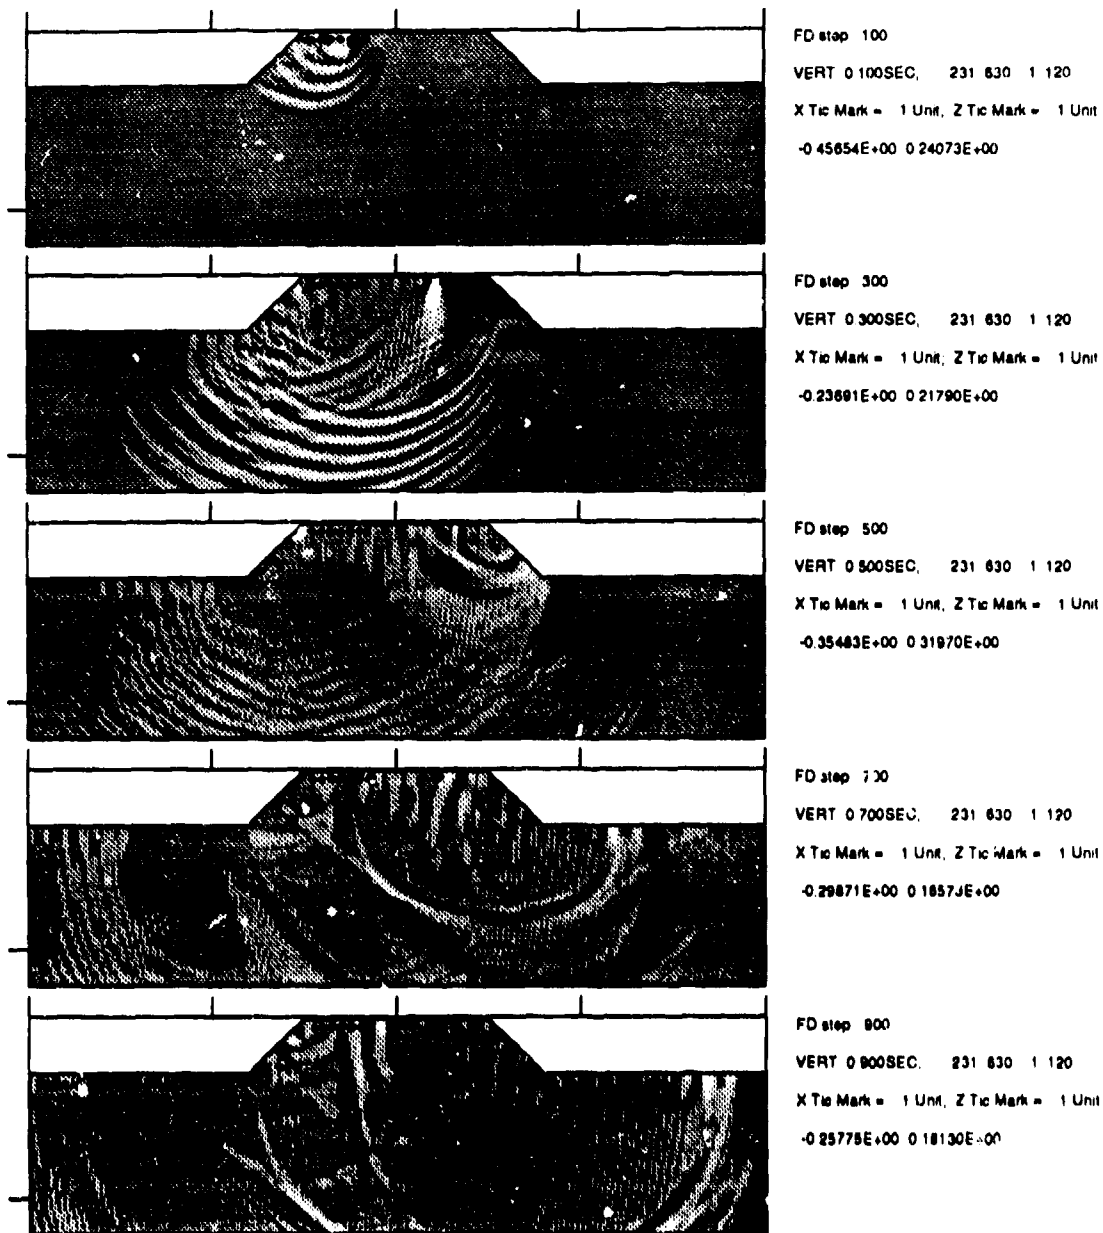 FD step 100
VERT 0.100SEC, 231 630 1 120
X Tic Mark = 1 Unit, Z Tic Mark = 1 Unit
-0.45654E+00 0.24073E+00
FD step 300
VERT 0.300SEC, 231 630 1 120
X Tic Mark = 1 Unit, Z Tic Mark = 1 Unit
-0.23691E+00 0.21790E+00
FD step 500
VERT 0.500SEC, 231 630 1 120
X Tic Mark = 1 Unit, Z Tic Mark = 1 Unit
-0.35483E+00 0.31970E+00
FD step
VERT 0.700SEC, 231 630 1 120
X Tic Mark = 1 Unit, Z Tic Mark = 1 Unit
-0.29871E+00
FD step 900
VERT 0.900SEC, 231 630 1 120
X Tic Mark = 1 Unit, Z Tic Mark = 1 Unit
-0.25775E+00 0.18130E+00